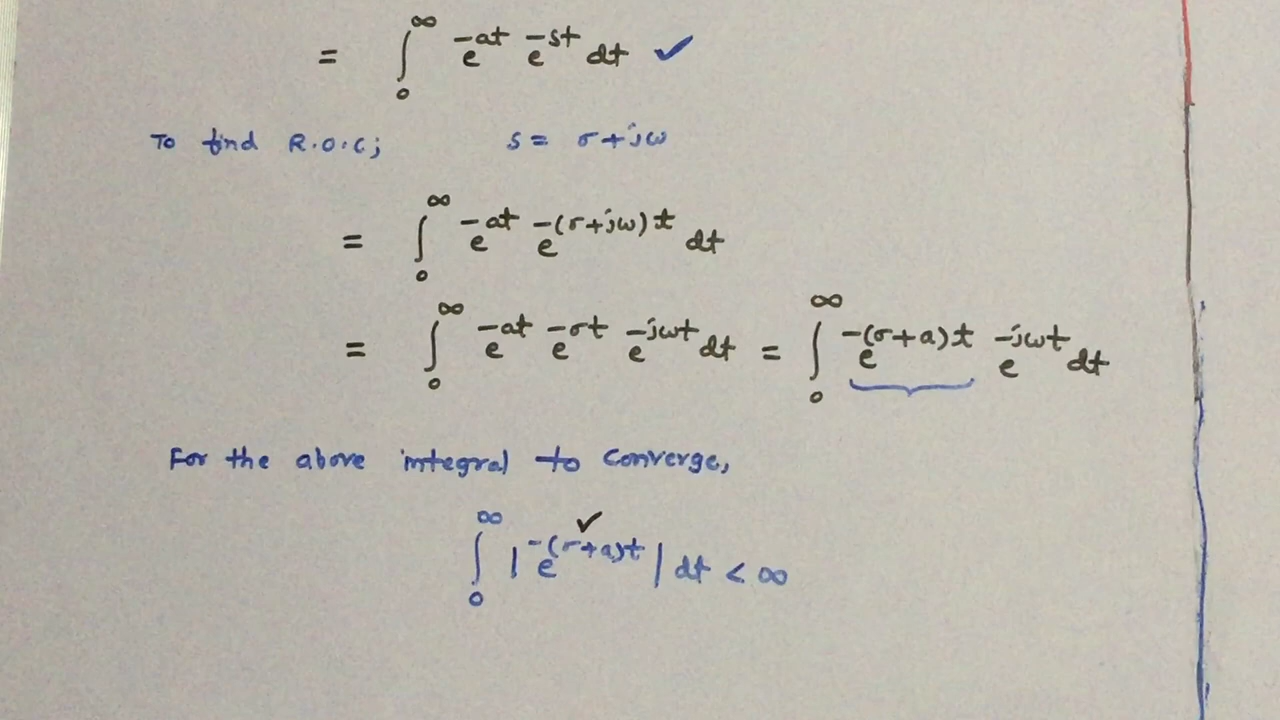 = ∫₀^∞ e^{-at} e^{-st} dt ✓
To find R.O.C; s = σ+jω
= ∫₀^∞ e^{-at} e^{-(σ+jω)t} dt
= ∫₀^∞ e^{-at} e^{-σt} e^{-jωt} dt = ∫₀^∞ e^{-(σ+a)t} e^{-jωt} dt
For the above integral to converge,
∫₀^∞ |e^{-(σ+a)t}| dt < ∞ ✓